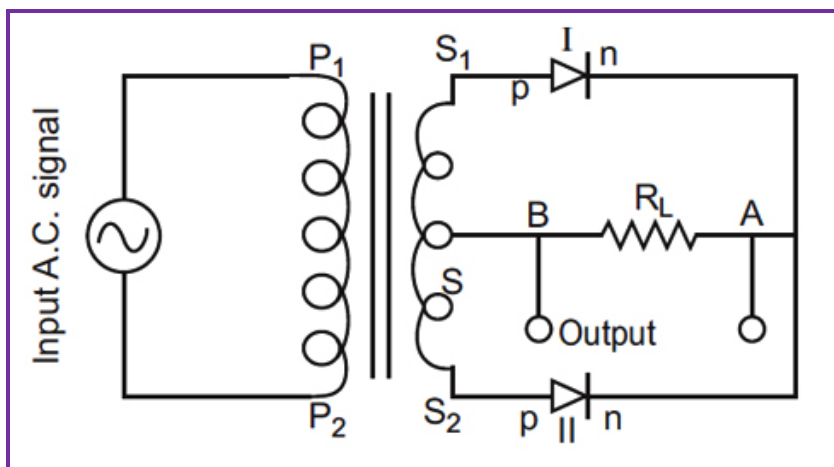 Input A.C. signal
P1
P2
S1
S
S2
I
p
n
B
RL
A
Output
p
II
n